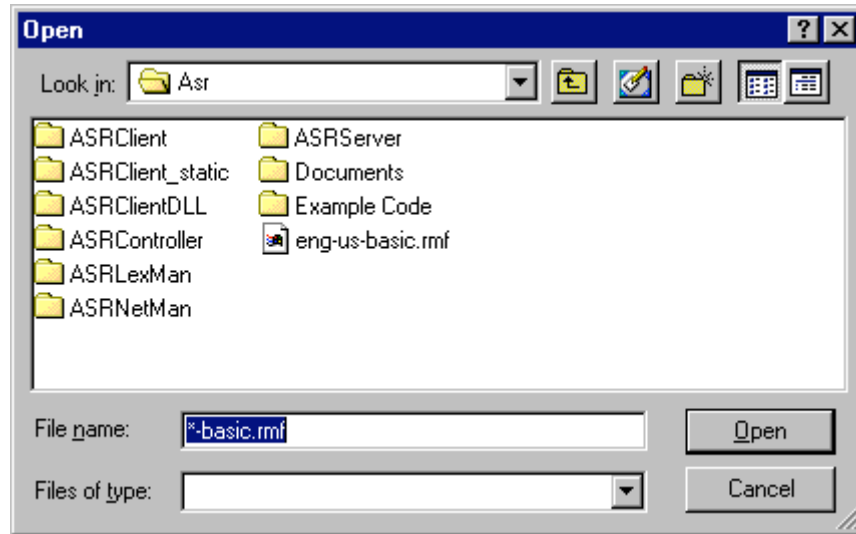 Open
Look in: Asr
ASRClient ASRServer
ASRClient_static Documents
ASRClientDLL Example Code
ASRController eng-us-basic.rmf
ASRLexMan
ASRNetMan
File name: *-basic.rmf Open
Files of type: Cancel